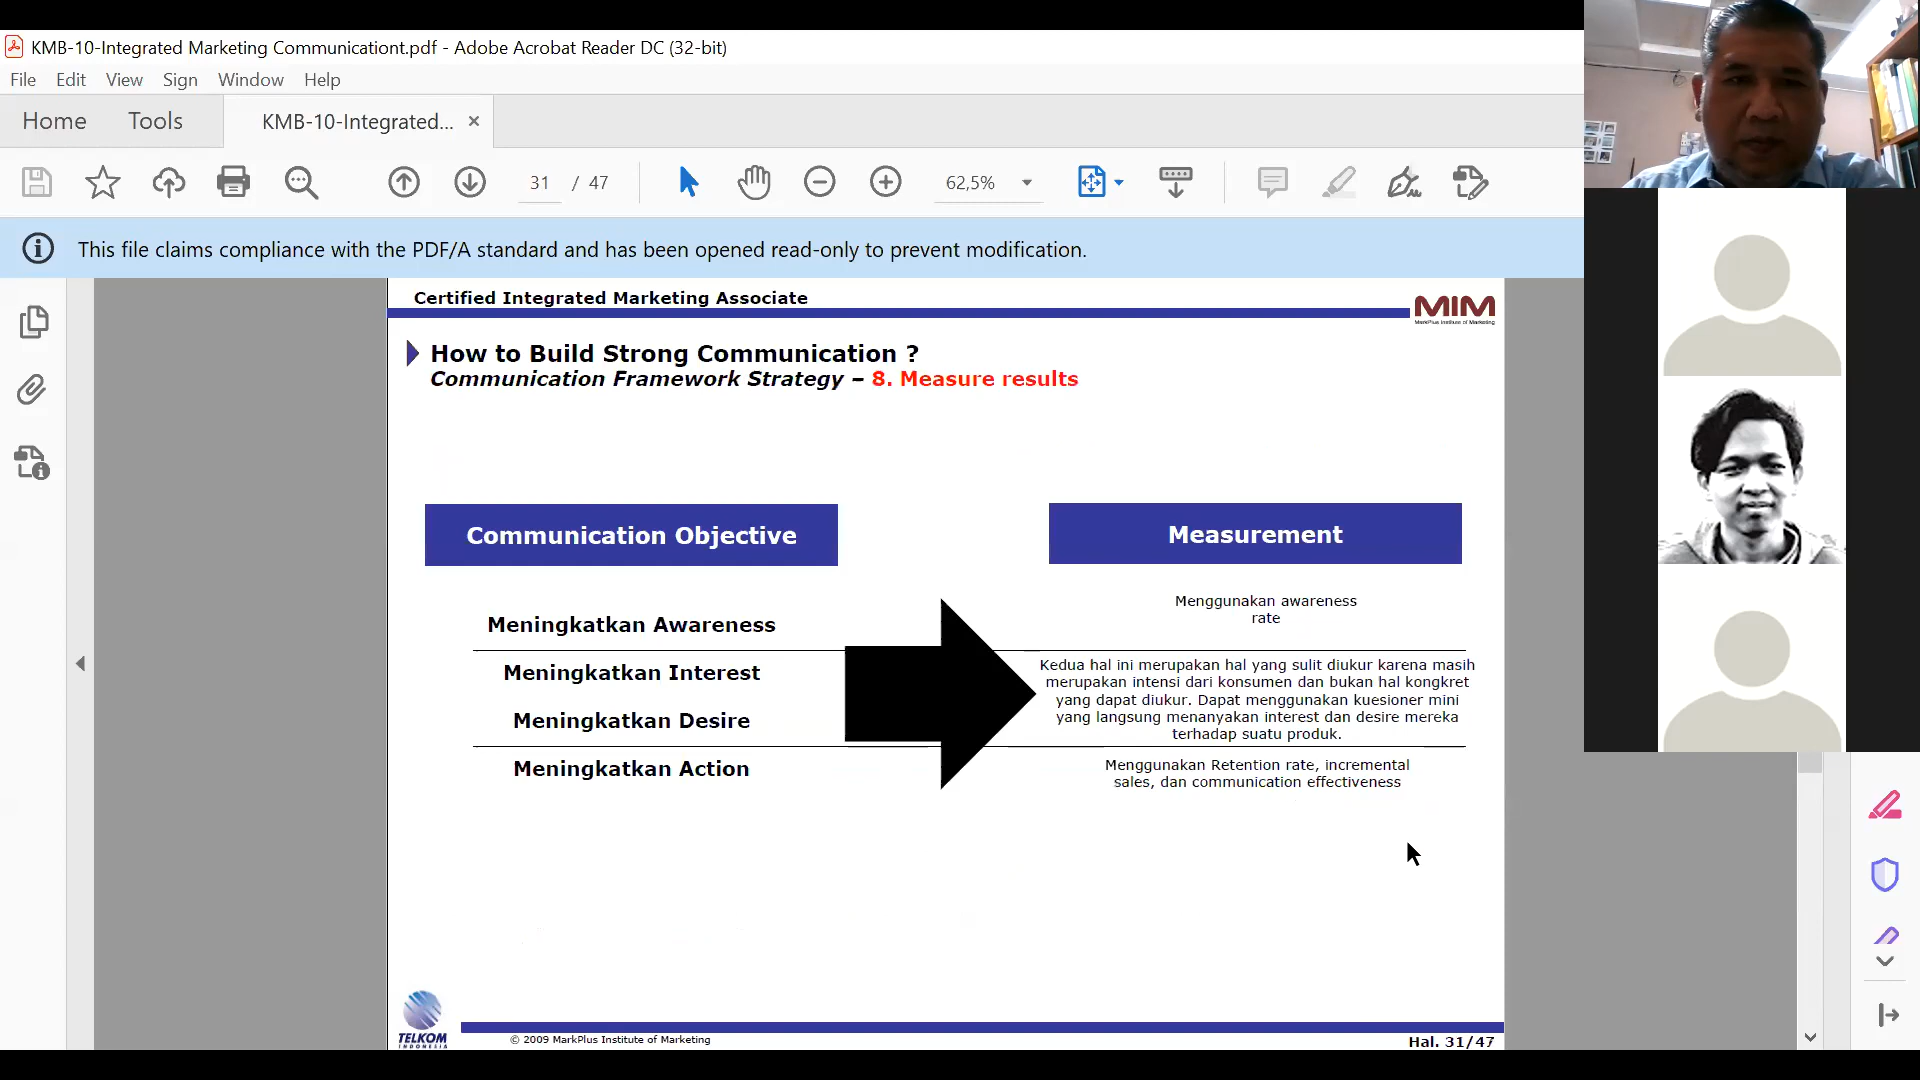 KMB-10-Integrated Marketing Communicationt.pdf - Adobe Acrobat Reader DC (32-bit)
File Edit View Sign Window Help
Home Tools KMB-10-Integrated... ×
31 / 47 62,5%
This file claims compliance with the PDF/A standard and has been opened read-only to prevent modification.
Certified Integrated Marketing Associate
MIM
MarkPlus Institute of Marketing
How to Build Strong Communication ?
Communication Framework Strategy – 8. Measure results
Communication Objective
Measurement
Meningkatkan Awareness
Menggunakan awareness
rate
Meningkatkan Interest
Meningkatkan Desire
Kedua hal ini merupakan hal yang sulit diukur karena masih
merupakan intensi dari konsumen dan bukan hal kongkret
yang dapat diukur. Dapat menggunakan kuesioner mini
yang langsung menanyakan interest dan desire mereka
terhadap suatu produk.
Meningkatkan Action
Menggunakan Retention rate, incremental
sales, dan communication effectiveness
TELKOM
INDONESIA
© 2009 MarkPlus Institute of Marketing
Hal. 31/47